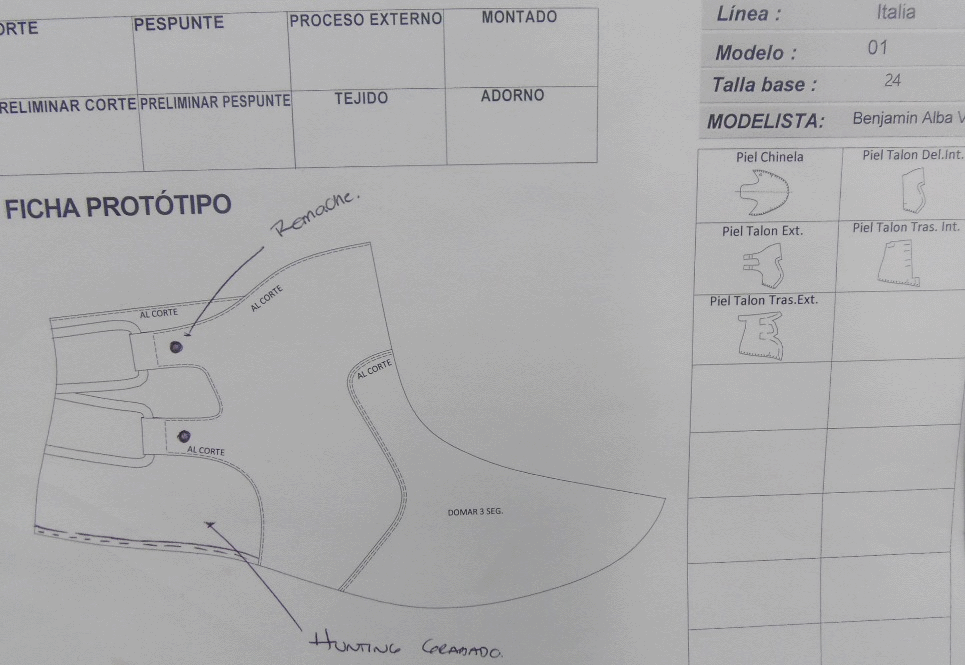 ORTE
PESPUNTE
PROCESO EXTERNO
MONTADO
RELIMINAR CORTE
PRELIMINAR PESPUNTE
TEJIDO
ADORNO
FICHA PROTÓTIPO
Remache.
AL CORTE
AL CORTE
AL CORTE
AL CORTE
DOMAR 3 SEG.
HUNTING GRABADO.
Línea : Italia
Modelo : 01
Talla base : 24
MODELISTA: Benjamin Alba V
Piel Chinela
Piel Talon Del.Int.
Piel Talon Ext.
Piel Talon Tras. Int.
Piel Talon Tras.Ext.